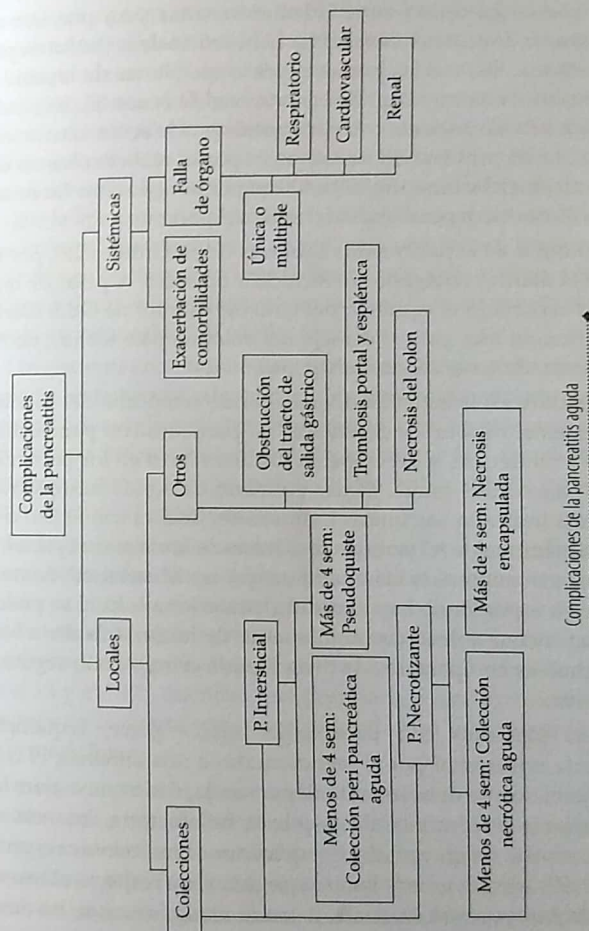 Complicaciones
de la pancreatitis
Locales
Sistémicas
Colecciones
Otros
Exacerbación de
comorbilidades
Falla
de órgano
P. Intersticial
Obstrucción
del tracto de
salida gástrico
Única o
múltiple
Respiratorio
Menos de 4 sem:
Colección peri pancreática
aguda
Más de 4 sem:
Pseudoquiste
Trombosis portal y esplénica
Cardiovascular
P. Necrotizante
Necrosis del colon
Renal
Menos de 4 sem: Colección
necrótica aguda
Más de 4 sem: Necrosis
encapsulada
Complicaciones de la pancreatitis aguda